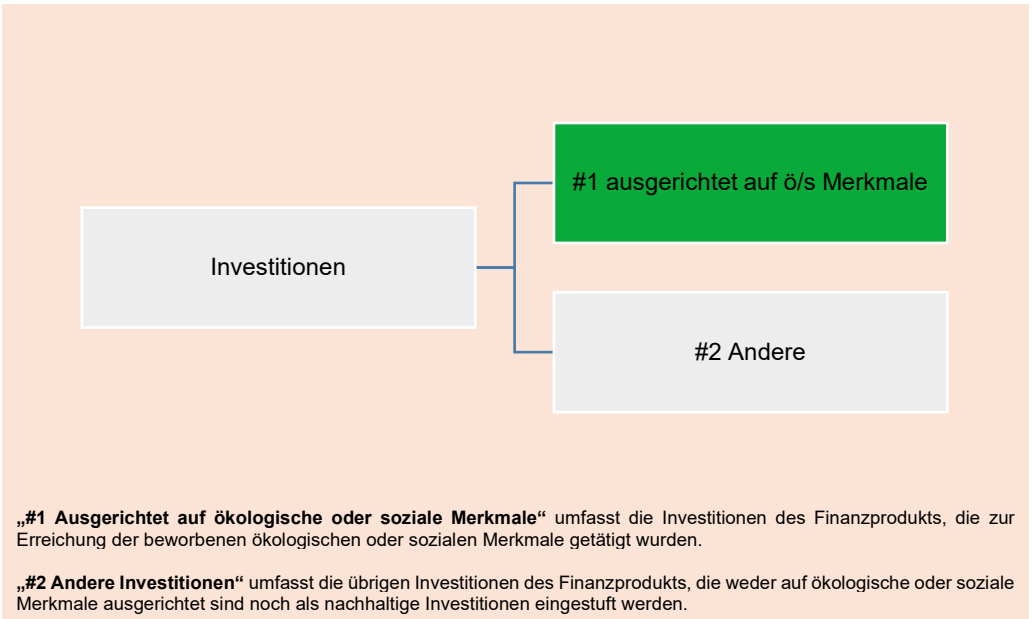 #1 ausgerichtet auf ö/s Merkmale
Investitionen
#2 Andere
„#1 Ausgerichtet auf ökologische oder soziale Merkmale“ umfasst die Investitionen des Finanzprodukts, die zur
Erreichung der beworbenen ökologischen oder sozialen Merkmale getätigt wurden.
„#2 Andere Investitionen“ umfasst die übrigen Investitionen des Finanzprodukts, die weder auf ökologische oder soziale
Merkmale ausgerichtet sind noch als nachhaltige Investitionen eingestuft werden.